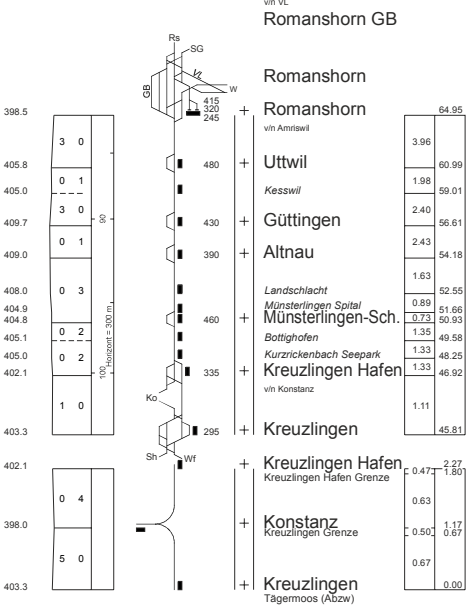 v/n VL
Romanshorn GB
Rs
SG
VL
GB
Romanshorn
W
415
320
398.5 245 + Romanshorn 64.95
v/n Amriswil
3 0 3.96
405.8 480 + Uttwil 60.99
0 1 1.98
405.0 Kesswil 59.01
3 0 90 2.40
409.7 430 + Güttingen 56.61
0 1 2.43
409.0 390 + Altnau 54.18
1.63
408.0 0 3 Landschlacht 52.55
Horizont = 300 m 0.89
404.9 Münsterlingen Spital 51.66
404.8 460 + Münsterlingen-Sch. 0.73 50.93
0 2 1.35
405.1 Bottighofen 49.58
0 2 1.33
405.0 Kurzrickenbach Seepark 48.25
1.33
402.1 100 335 + Kreuzlingen Hafen 46.92
v/n Konstanz
Ko
1 0 1.11
403.3 295 + Kreuzlingen 45.81
Sh Wf
402.1 + Kreuzlingen Hafen 2.27
Kreuzlingen Hafen Grenze 0.47 1.80
0 4 0.63
398.0 + Konstanz 1.17
Kreuzlingen Grenze 0.50 0.67
5 0 0.67
403.3 + Kreuzlingen 0.00
Tägermoos (Abzw)